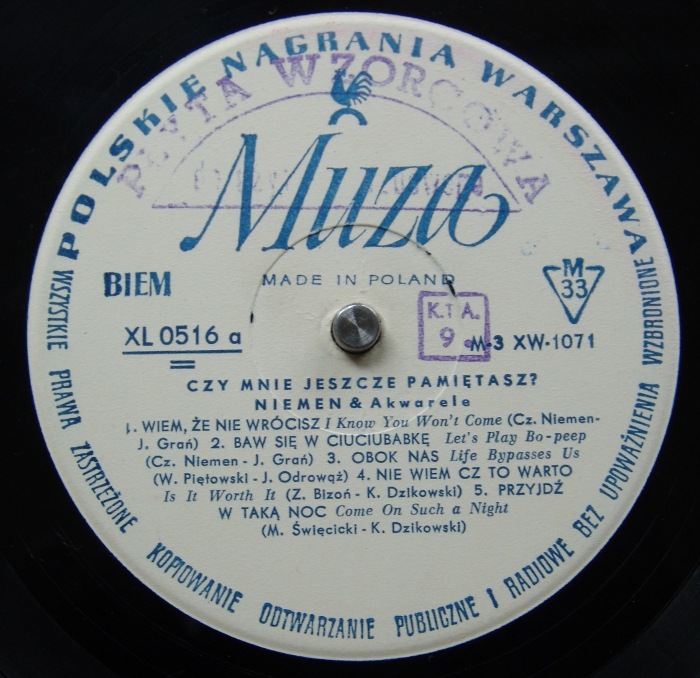 POLSKIE NAGRANIA WARSZAWA
PŁYTA WZORCOWA
Muza
BIEM
MADE IN POLAND
M
33
XL 0516 a
K.T.A.
9
M-3 XW-1071
CZY MNIE JESZCZE PAMIĘTASZ?
NIEMEN & Akwarele
1. WIEM, ŻE NIE WRÓCISZ I Know You Won't Come (Cz. Niemen-
J. Grań) 2. BAW SIĘ W CIUCIUBABKĘ Let's Play Bo-peep
(Cz. Niemen - J. Grań) 3. OBOK NAS Life Bypasses Us
(W. Piętowski - J. Odrowąż) 4. NIE WIEM CZ TO WARTO
Is It Worth It (Z. Bizoń - K. Dzikowski) 5. PRZYJDŹ
W TAKĄ NOC Come On Such a Night
(M. Święcicki - K. Dzikowski)
WSZYSTKIE PRAWA ZASTRZEŻONE KOPIOWANIE ODTWARZANIE PUBLICZNE I RADIOWE BEZ UPOWAŻNIENIA WZBRONIONE